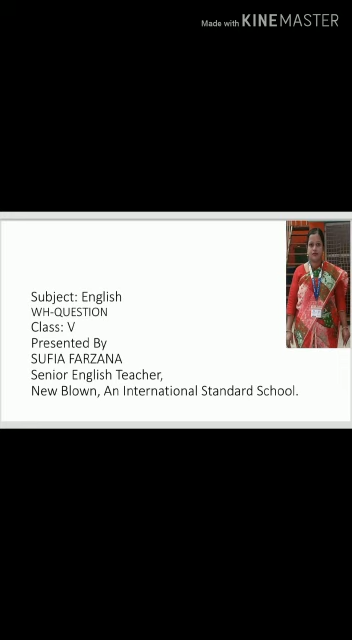 Made with KINEMASTER
Subject: English
WH-QUESTION
Class: V
Presented By
SUFIA FARZANA
Senior English Teacher,
New Blown, An International Standard School.